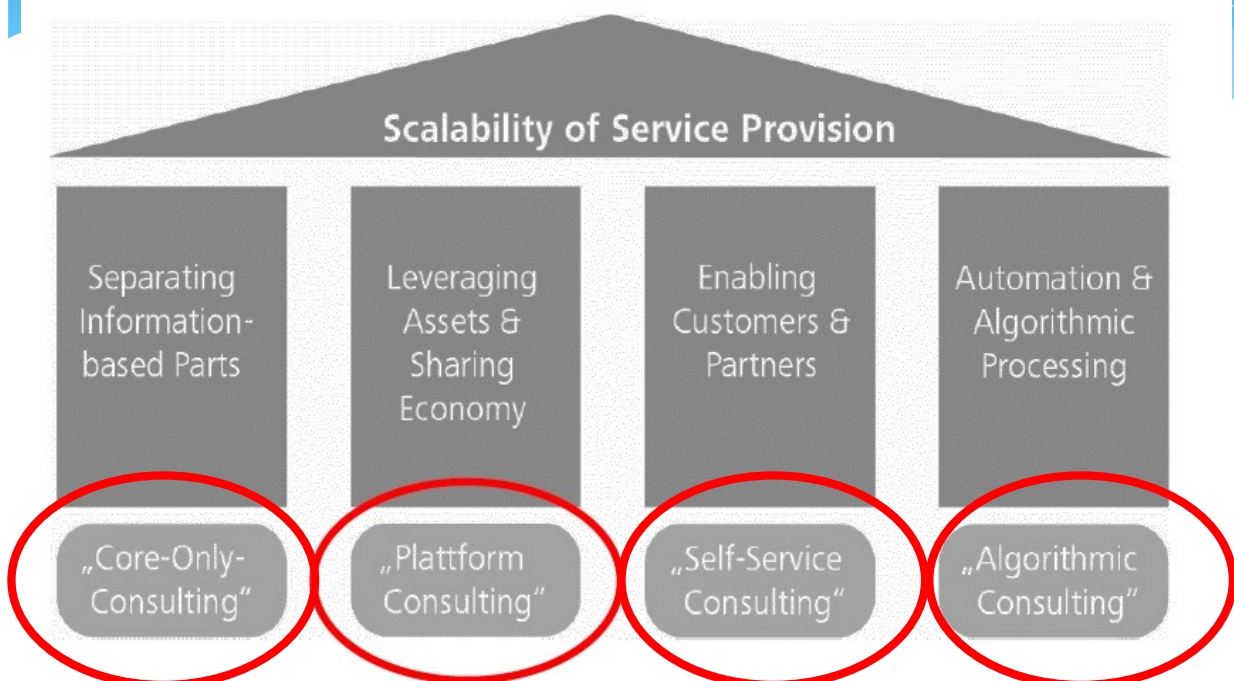 Scalability of Service Provision
Separating
Information-
based Parts
Leveraging
Assets &
Sharing
Economy
Enabling
Customers &
Partners
Automation &
Algorithmic
Processing
„Core-Only-
Consulting“
„Plattform
Consulting“
„Self-Service
Consulting“
„Algorithmic
Consulting“